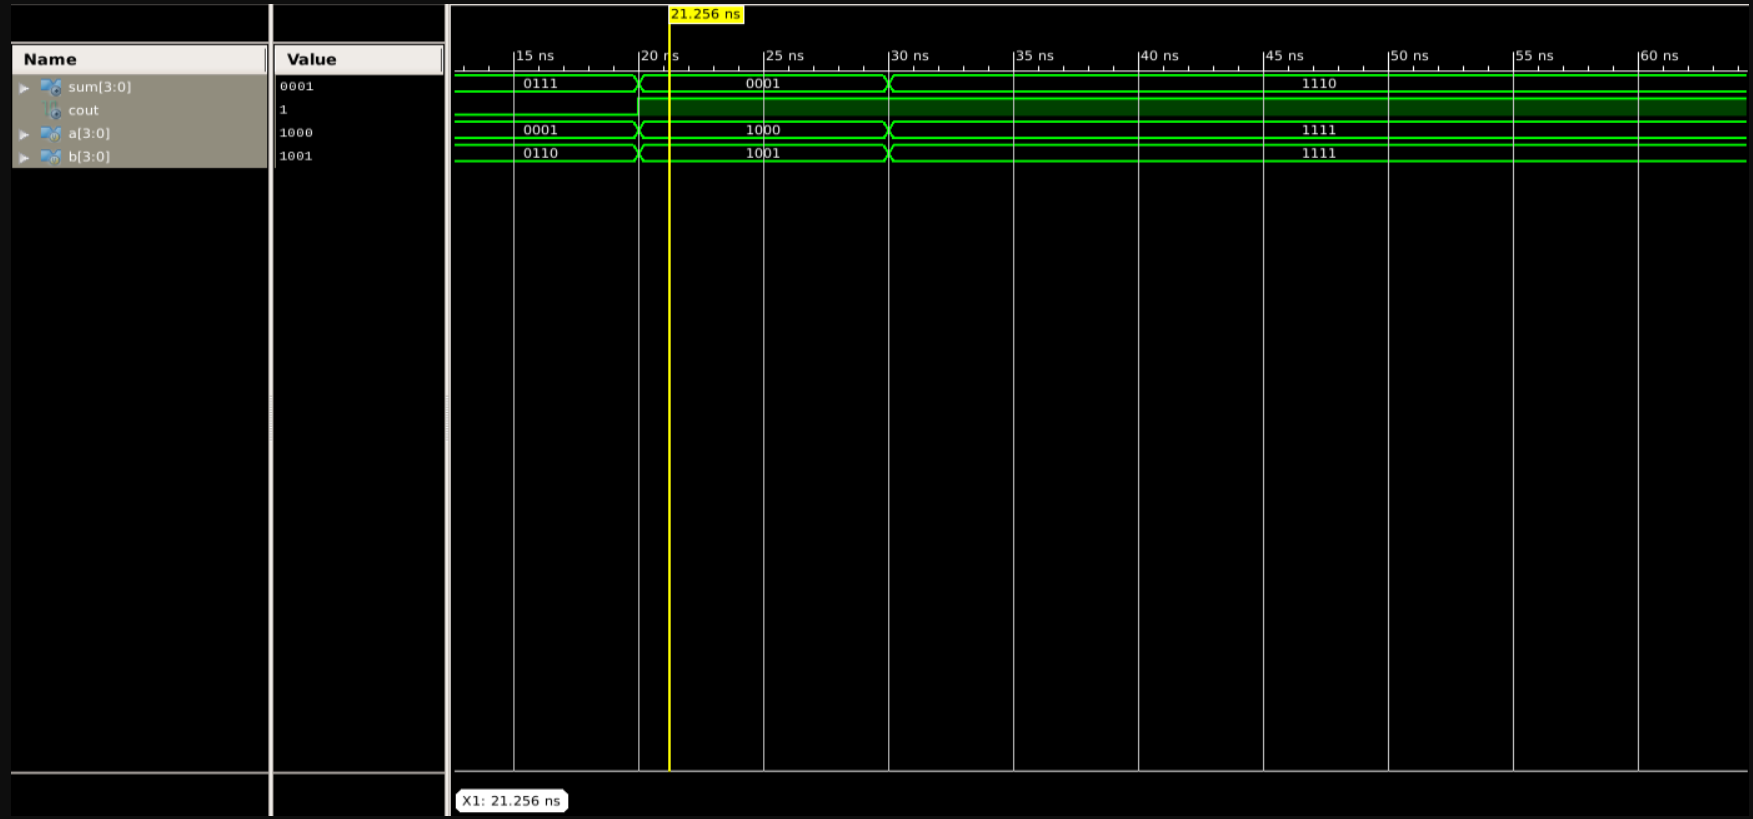 21.256 ns
Name Value 15 ns 20 ns 25 ns 30 ns 35 ns 40 ns 45 ns 50 ns 55 ns 60 ns
sum[3:0] 0001 0111 0001 1110
cout 1
a[3:0] 1000 0001 1000 1111
b[3:0] 1001 0110 1001 1111
X1: 21.256 ns